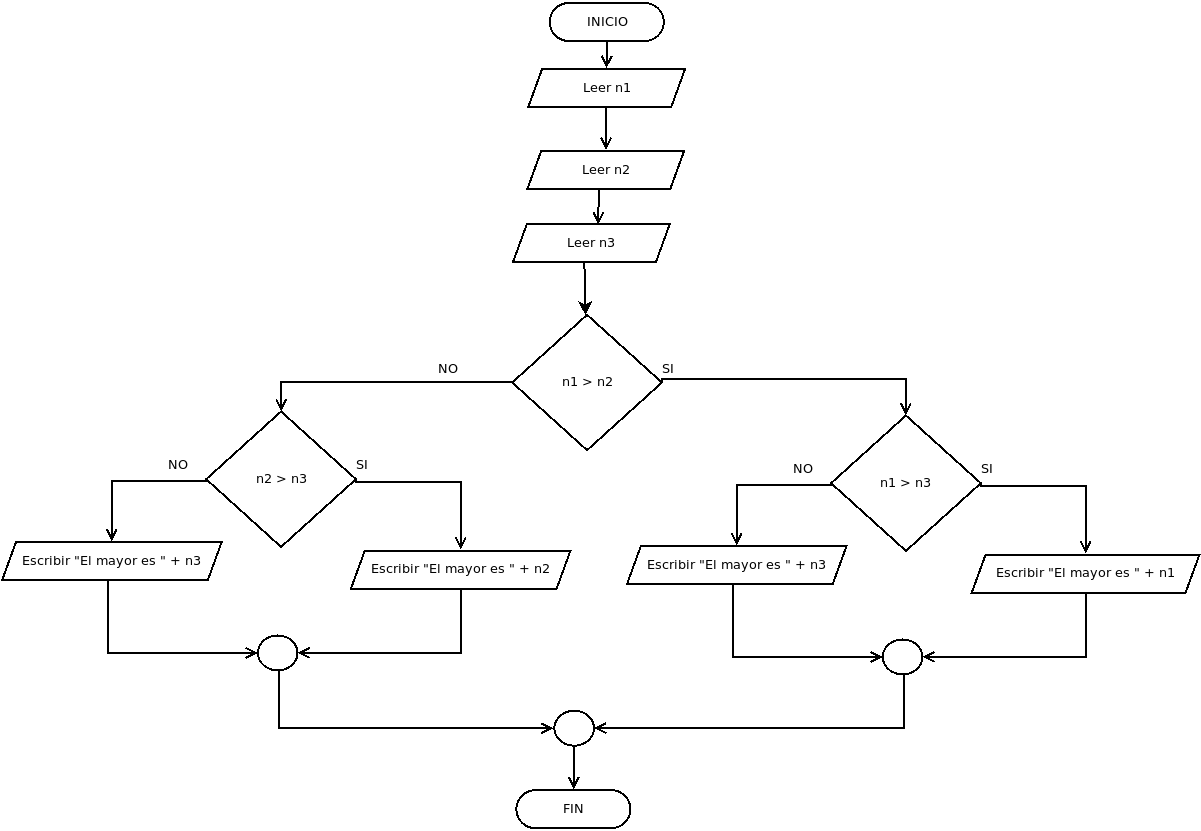 INICIO
Leer n1
Leer n2
Leer n3
n1 > n2
NO
SI
n2 > n3
NO
SI
n1 > n3
NO
SI
Escribir "El mayor es " + n3
Escribir "El mayor es " + n2
Escribir "El mayor es " + n3
Escribir "El mayor es " + n1
FIN